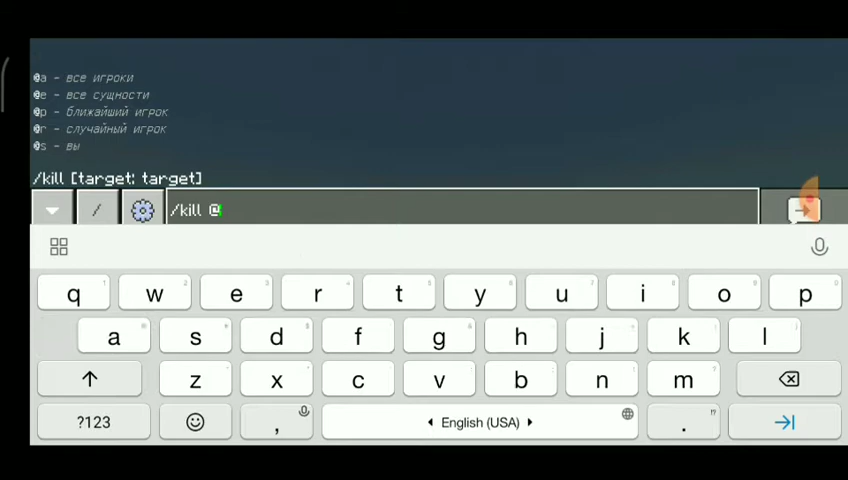 @a - все игроки
@e - все сущности
@p - ближайший игрок
@r - случайный игрок
@s - вы
/kill [target: target]
/ /kill @
q w e r t y u i o p
a s d f g h j k l
z x c v b n m
?123 , English (USA) .